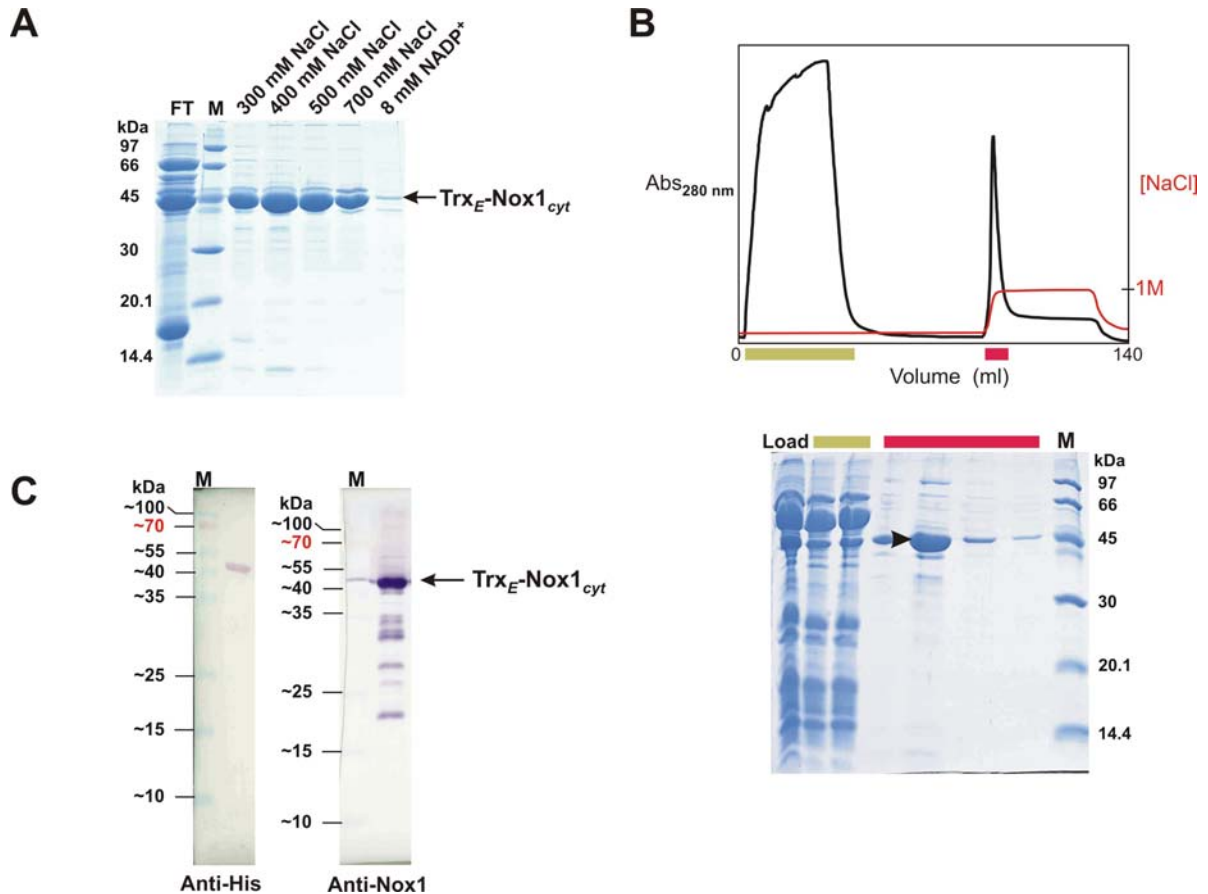 A
300 mM NaCl
400 mM NaCl
500 mM NaCl
700 mM NaCl
8 mM NADP+
FT M
kDa
97
66
45
30
20.1
14.4
TrxE-Nox1cyt
B
Abs280 nm
[NaCl]
1M
0
140
Volume (ml)
Load
M
kDa
97
66
45
30
20.1
14.4
C
M
kDa
~100
~70
~55
~40
~35
~25
~15
~10
Anti-His
M
kDa
~100
~70
~55
~40
~35
~25
~15
~10
TrxE-Nox1cyt
Anti-Nox1